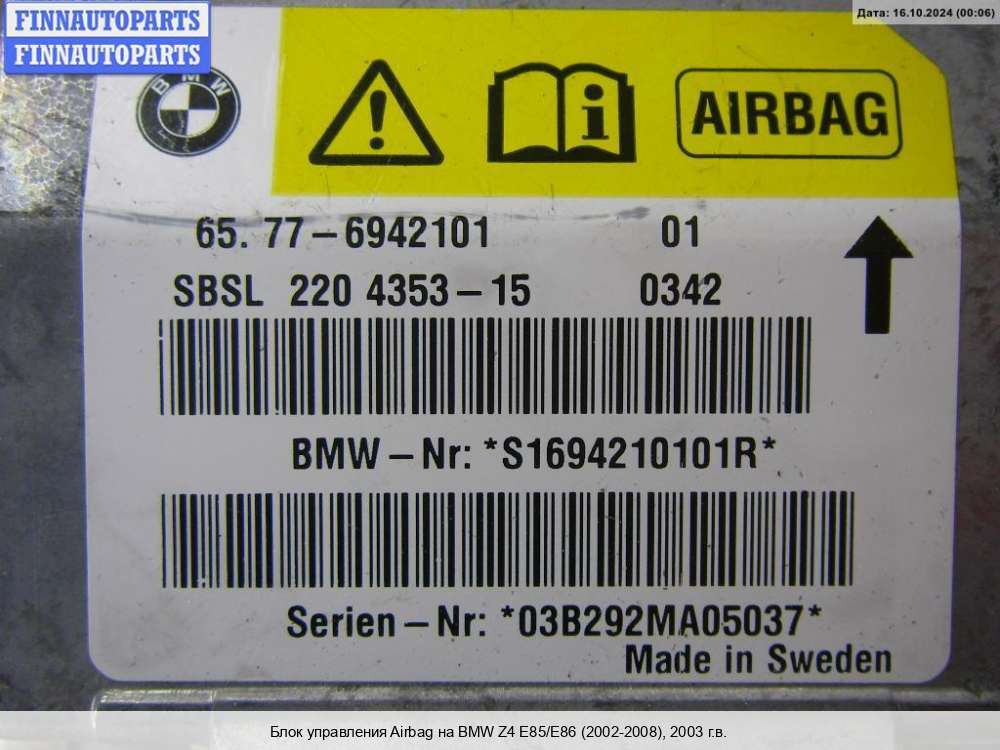 FINNAUTOPARTS
FINNAUTOPARTS
Дата: 16.10.2024 (00:06)
BMW
AIRBAG
65. 77-6942101 01
SBSL 220 4353-15 0342
BMW-Nr: *S1694210101R*
Serien-Nr: *03B292MA05037*
Made in Sweden
Блок управления Airbag на BMW Z4 E85/E86 (2002-2008), 2003 г.в.